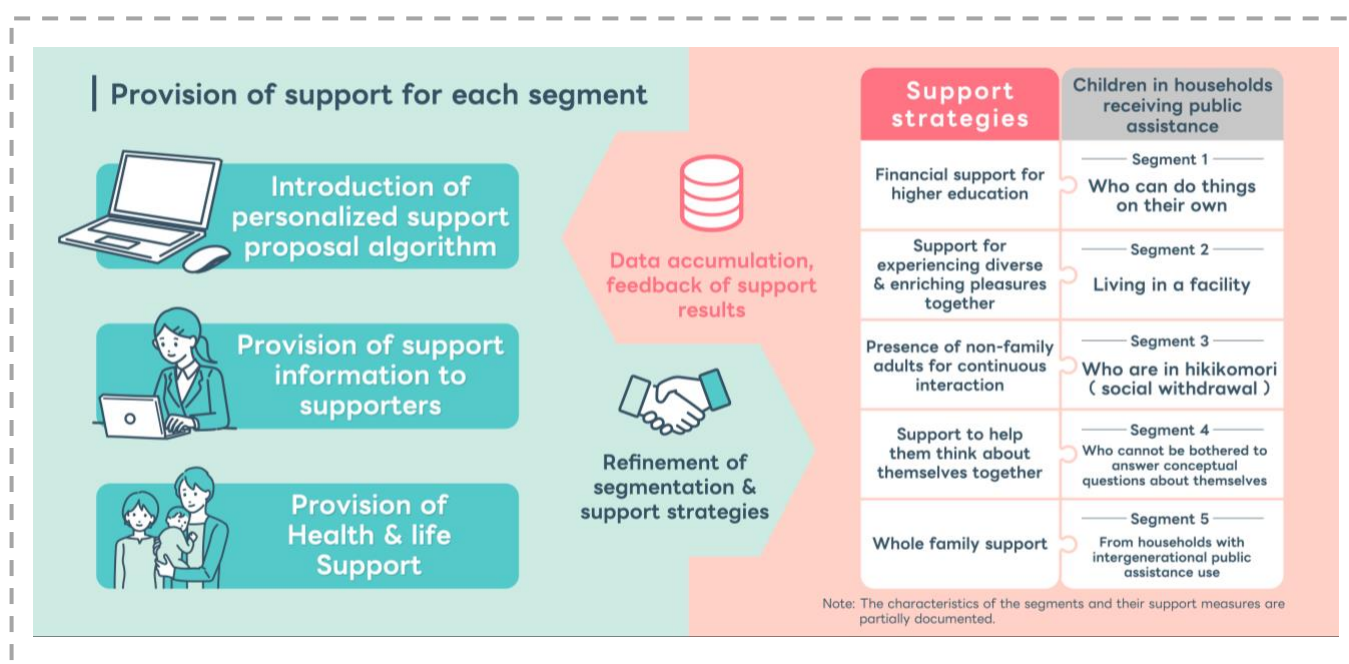 Provision of support for each segment
Introduction of
personalized support
proposal algorithm
Provision of support
information to
supporters
Provision of
Health & life
Support
Data accumulation,
feedback of support
results
Refinement of
segmentation &
support strategies
Support
strategies
Children in households
receiving public
assistance
Financial support for
higher education
Segment 1
Who can do things
on their own
Support for
experiencing diverse
& enriching pleasures
together
Segment 2
Living in a facility
Presence of non-family
adults for continuous
interaction
Segment 3
Who are in hikikomori
( social withdrawal )
Support to help
them think about
themselves together
Segment 4
Who cannot be bothered to
answer conceptual
questions about themselves
Whole family support
Segment 5
From households with
intergenerational public
assistance use
Note: The characteristics of the segments and their support measures are
partially documented.